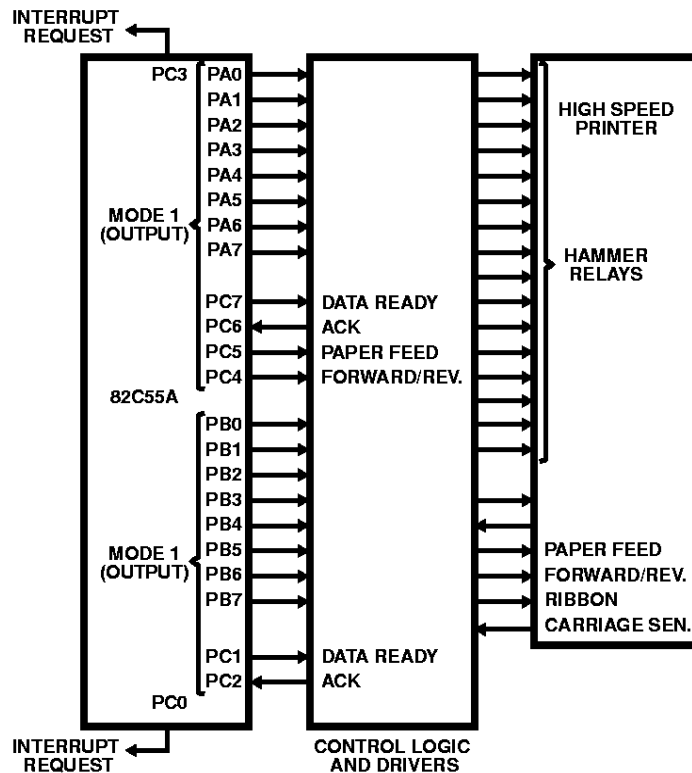 INTERRUPT
REQUEST
PC3
PA0
PA1
PA2
PA3
PA4
PA5
PA6
PA7
MODE 1
(OUTPUT)
PC7
PC6
PC5
PC4
82C55A
PB0
PB1
PB2
PB3
PB4
PB5
PB6
PB7
MODE 1
(OUTPUT)
PC1
PC2
PC0
INTERRUPT
REQUEST
DATA READY
ACK
PAPER FEED
FORWARD/REV.
DATA READY
ACK
CONTROL LOGIC
AND DRIVERS
HIGH SPEED
PRINTER
HAMMER
RELAYS
PAPER FEED
FORWARD/REV.
RIBBON
CARRIAGE SEN.